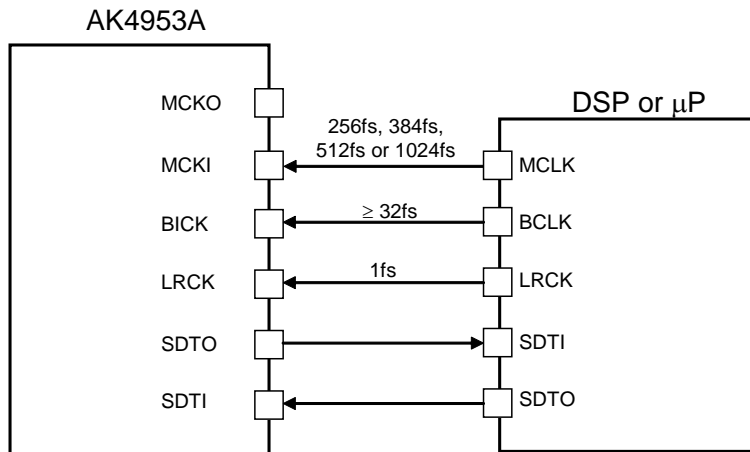 AK4953A
DSP or μP
MCKO
256fs, 384fs,
512fs or 1024fs
MCKI
MCLK
≥ 32fs
BICK
BCLK
1fs
LRCK
LRCK
SDTO
SDTI
SDTI
SDTO